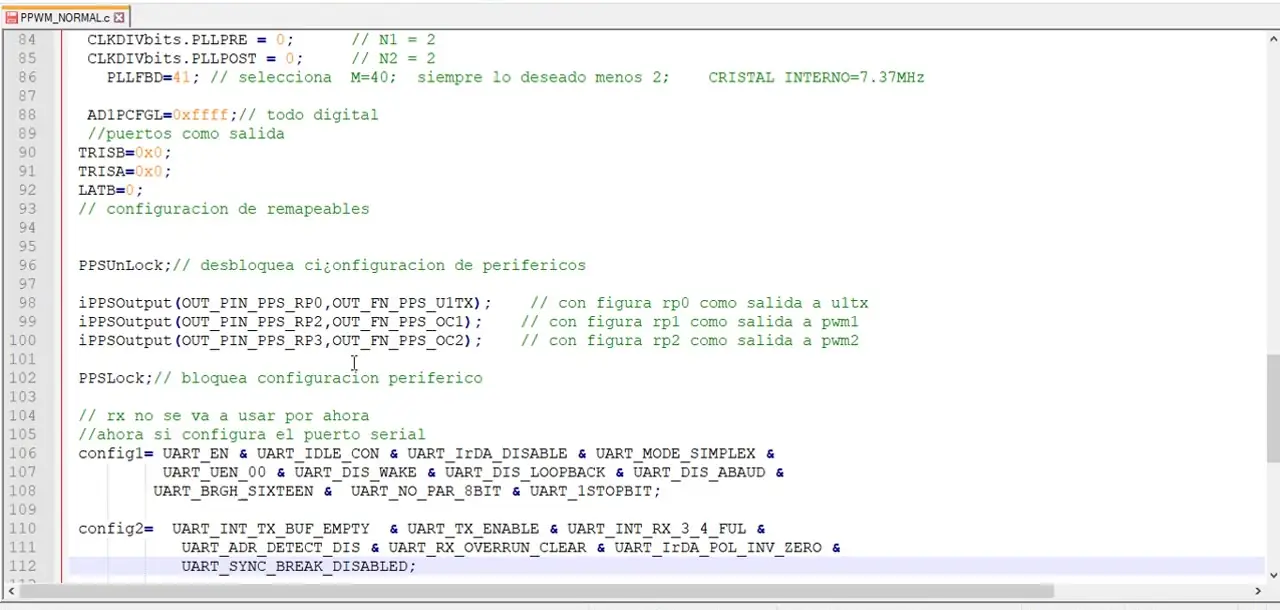 PPWM_NORMAL.c
84 CLKDIVbits.PLLPRE = 0; // N1 = 2
85 CLKDIVbits.PLLPOST = 0; // N2 = 2
86 PLLFBD=41; // selecciona M=40; siempre lo deseado menos 2; CRISTAL INTERNO=7.37MHz
87
88 AD1PCFGL=0xffff;// todo digital
89 //puertos como salida
90 TRISB=0x0;
91 TRISA=0x0;
92 LATB=0;
93 // configuracion de remapeables
94
95
96 PPSUnLock;// desbloquea ci¿onfiguracion de perifericos
97
98 iPPSOutput(OUT_PIN_PPS_RP0,OUT_FN_PPS_U1TX); // con figura rp0 como salida a u1tx
99 iPPSOutput(OUT_PIN_PPS_RP2,OUT_FN_PPS_OC1); // con figura rp1 como salida a pwm1
100 iPPSOutput(OUT_PIN_PPS_RP3,OUT_FN_PPS_OC2); // con figura rp2 como salida a pwm2
101
102 PPSLock;// bloquea configuracion periferico
103
104 // rx no se va a usar por ahora
105 //ahora si configura el puerto serial
106 config1= UART_EN & UART_IDLE_CON & UART_IrDA_DISABLE & UART_MODE_SIMPLEX &
107 UART_UEN_00 & UART_DIS_WAKE & UART_DIS_LOOPBACK & UART_DIS_ABAUD &
108 UART_BRGH_SIXTEEN & UART_NO_PAR_8BIT & UART_1STOPBIT;
109
110 config2= UART_INT_TX_BUF_EMPTY & UART_TX_ENABLE & UART_INT_RX_3_4_FUL &
111 UART_ADR_DETECT_DIS & UART_RX_OVERRUN_CLEAR & UART_IrDA_POL_INV_ZERO &
112 UART_SYNC_BREAK_DISABLED;